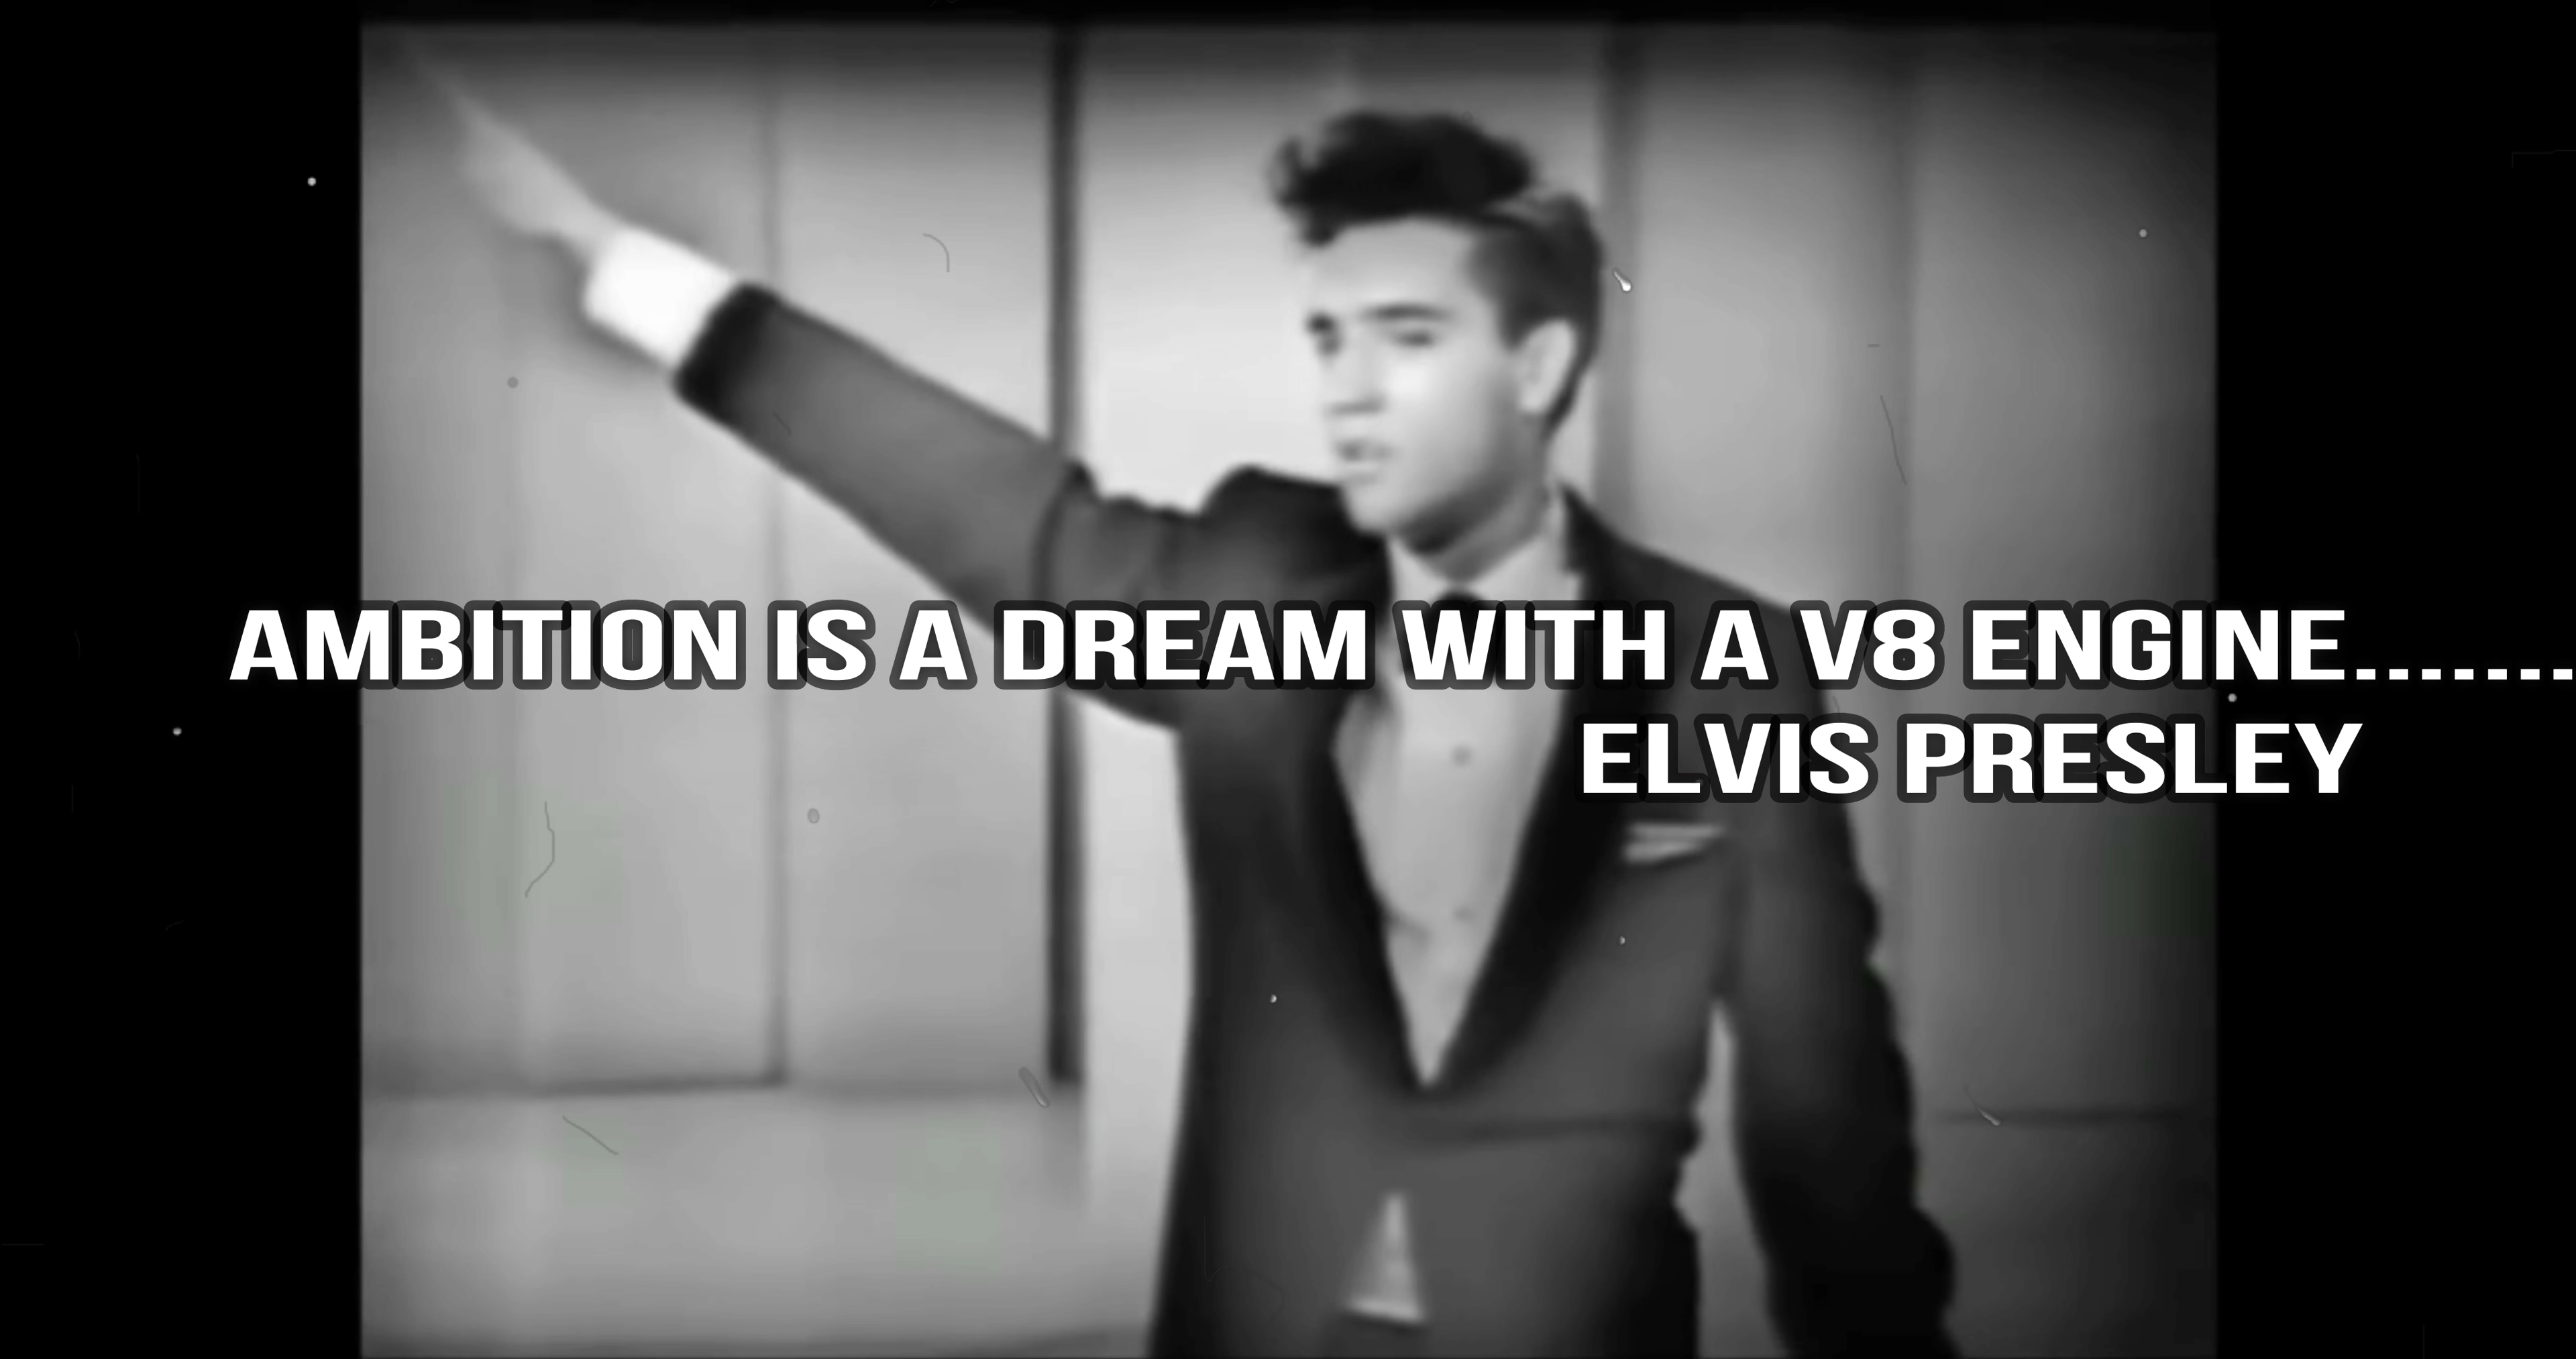 AMBITION IS A DREAM WITH A V8 ENGINE.......
ELVIS PRESLEY